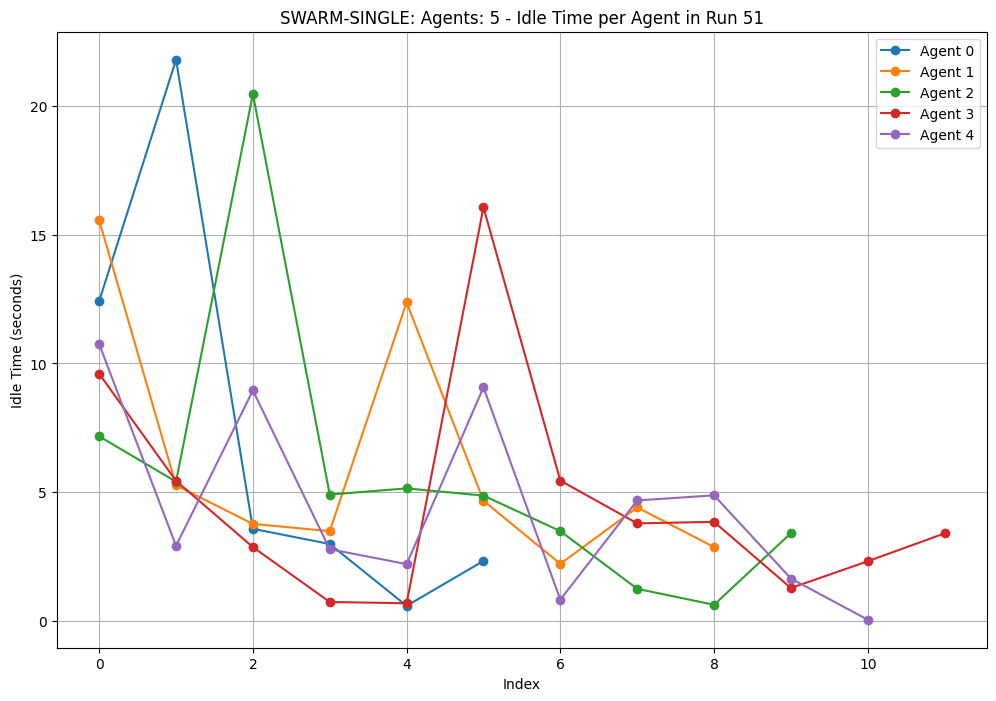 SWARM-SINGLE: Agents: 5 - Idle Time per Agent in Run 51
Agent 0
Agent 1
Agent 2
Agent 3
Agent 4
Idle Time (seconds)
20
15
10
5
0
0 2 4 6 8 10
Index